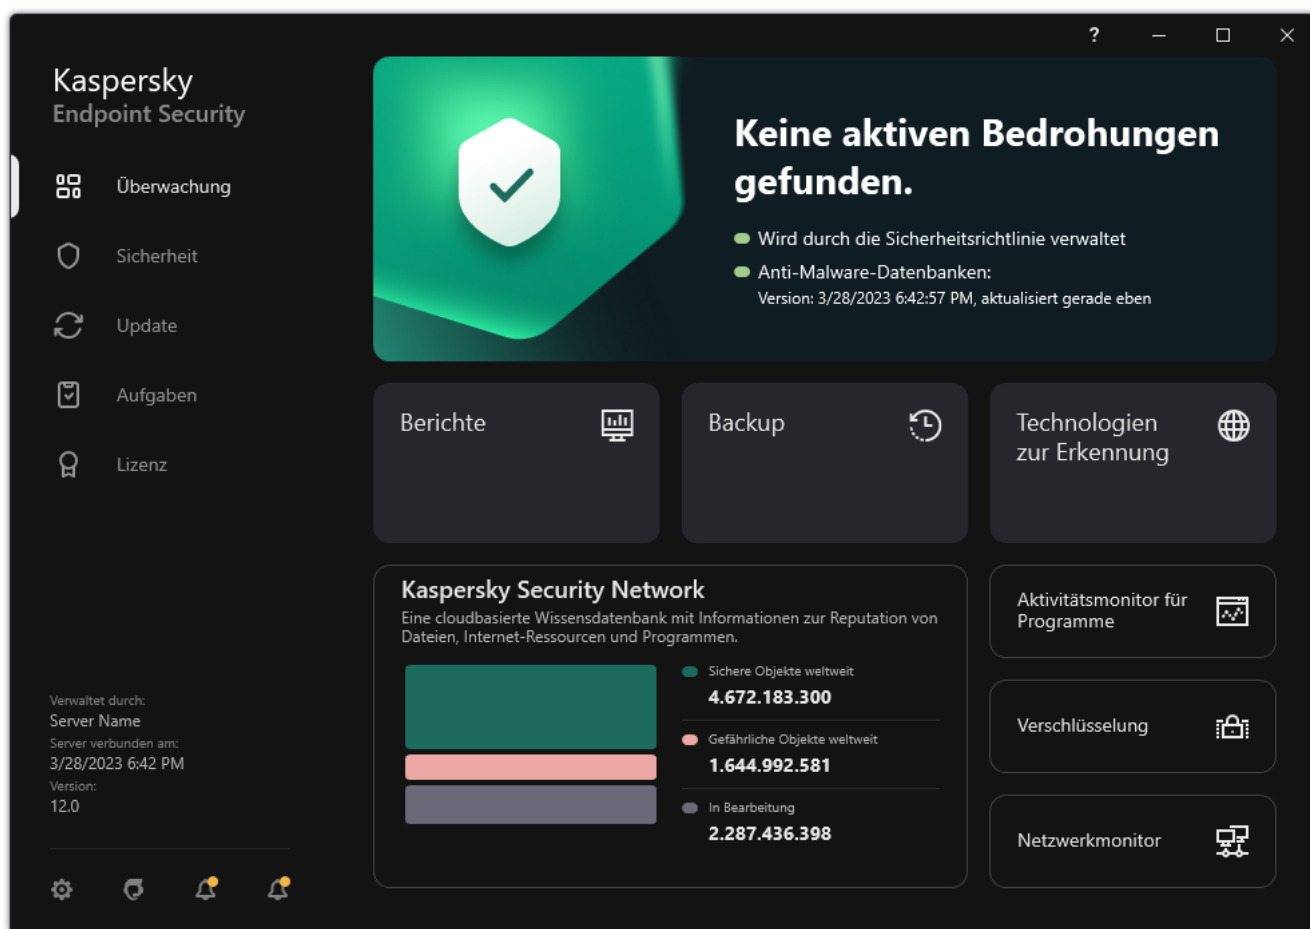 ?
Kaspersky
Endpoint Security
Überwachung
Sicherheit
Update
Aufgaben
Lizenz
Verwaltet durch:
Server Name
Server verbunden am:
3/28/2023 6:42 PM
Version:
12.0
Keine aktiven Bedrohungen
gefunden.
Wird durch die Sicherheitsrichtlinie verwaltet
Anti-Malware-Datenbanken:
Version: 3/28/2023 6:42:57 PM, aktualisiert gerade eben
Berichte
Backup
Technologien
zur Erkennung
Kaspersky Security Network
Eine cloudbasierte Wissensdatenbank mit Informationen zur Reputation von
Dateien, Internet-Ressourcen und Programmen.
Sichere Objekte weltweit
4.672.183.300
Gefährliche Objekte weltweit
1.644.992.581
In Bearbeitung
2.287.436.398
Aktivitätsmonitor für
Programme
Verschlüsselung
Netzwerkmonitor